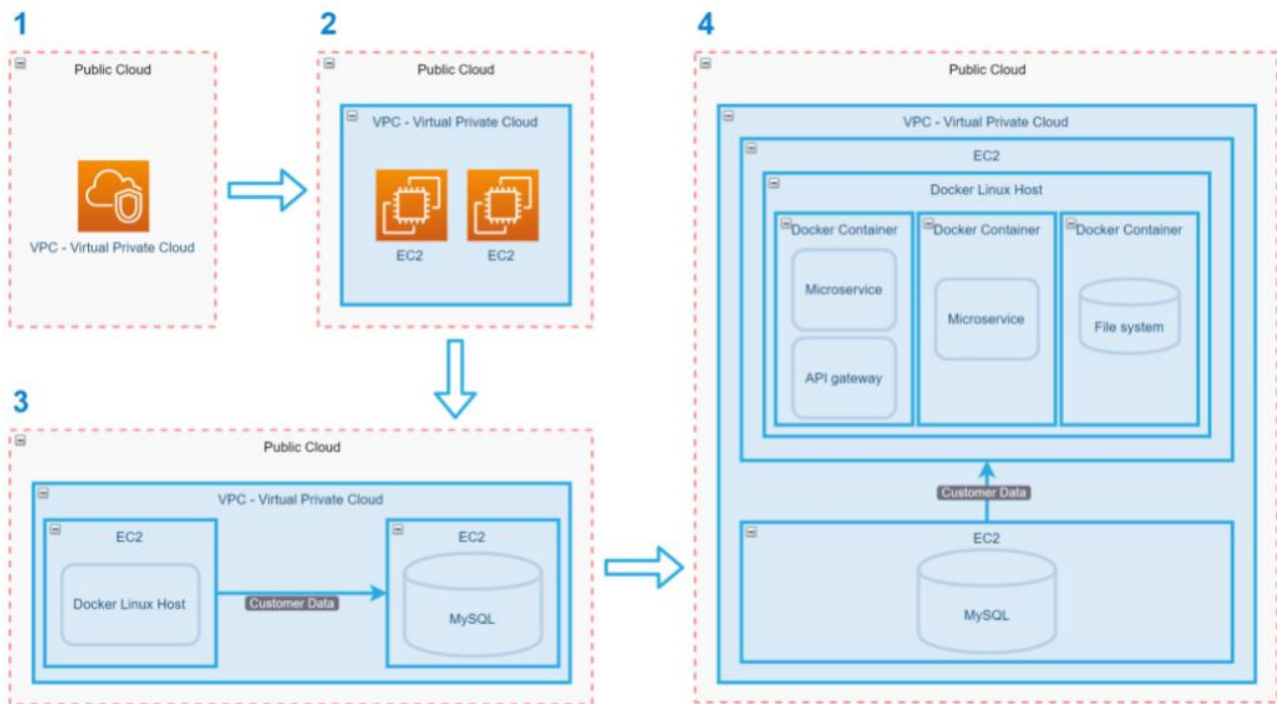 1
Public Cloud
VPC - Virtual Private Cloud
2
Public Cloud
VPC - Virtual Private Cloud
EC2
EC2
3
Public Cloud
VPC - Virtual Private Cloud
EC2
Docker Linux Host
Customer Data
EC2
MySQL
4
Public Cloud
VPC - Virtual Private Cloud
EC2
Docker Linux Host
Docker Container
Microservice
API gateway
Docker Container
Microservice
Docker Container
File system
Customer Data
EC2
MySQL